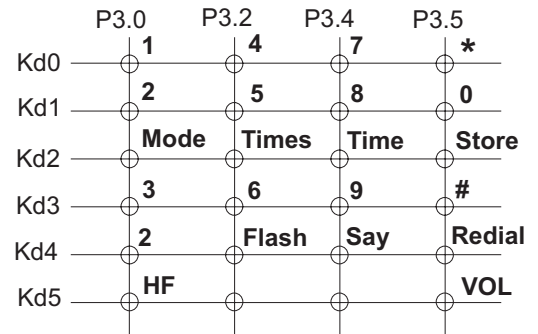 P3.0 P3.2 P3.4 P3.5
Kd0 1 4 7 *
Kd1 2 5 8 0
Kd2 Mode Times Time Store
Kd3 3 6 9 #
Kd4 2 Flash Say Redial
Kd5 HF VOL